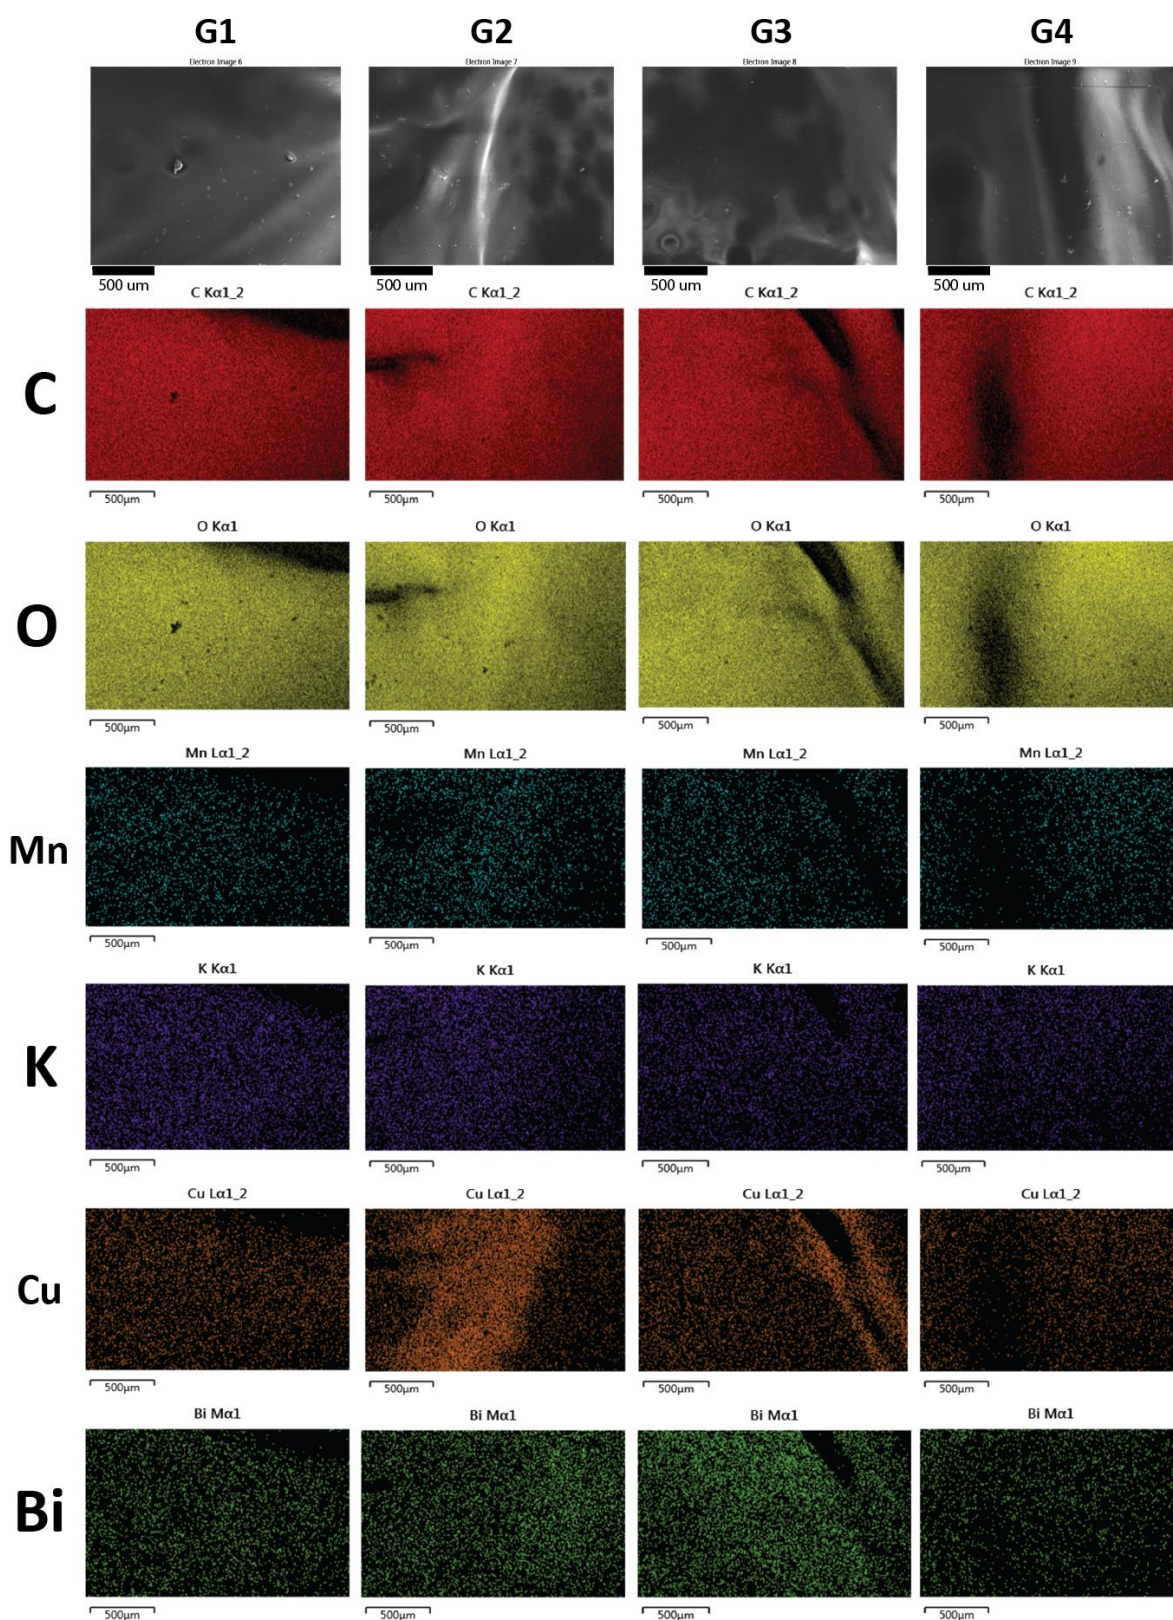 G1 G2 G3 G4
Electron Image 6 Electron Image 7 Electron Image 8 Electron Image 9
500 um 500 um 500 um 500 um
C Kα1_2 C Kα1_2 C Kα1_2 C Kα1_2
C
500µm 500µm 500µm 500µm
O Kα1 O Kα1 O Kα1 O Kα1
O
500µm 500µm 500µm 500µm
Mn Lα1_2 Mn Lα1_2 Mn Lα1_2 Mn Lα1_2
Mn
500µm 500µm 500µm 500µm
K Kα1 K Kα1 K Kα1 K Kα1
K
500µm 500µm 500µm 500µm
Cu Lα1_2 Cu Lα1_2 Cu Lα1_2 Cu Lα1_2
Cu
500µm 500µm 500µm 500µm
Bi Mα1 Bi Mα1 Bi Mα1 Bi Mα1
Bi
500µm 500µm 500µm 500µm